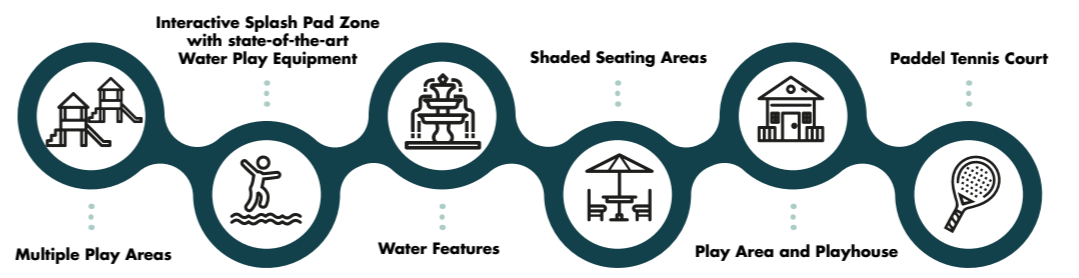 Interactive Splash Pad Zone
with state-of-the-art
Water Play Equipment
Shaded Seating Areas
Paddel Tennis Court
Multiple Play Areas
Water Features
Play Area and Playhouse